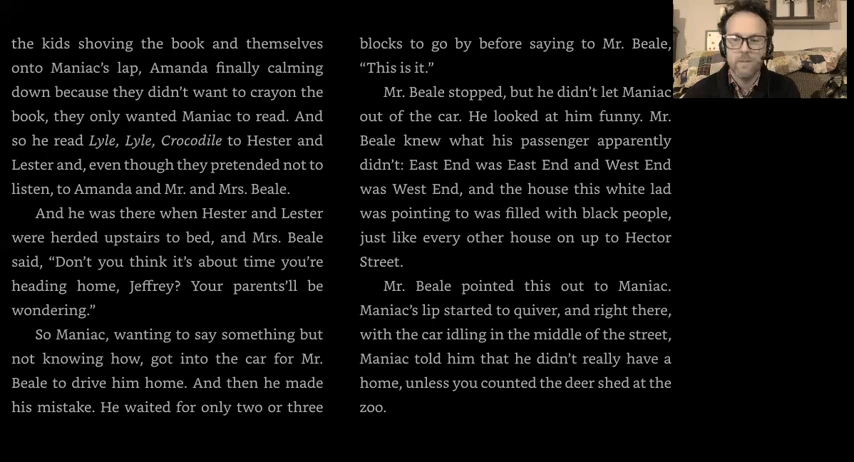 the kids shoving the book and themselves
onto Maniac's lap, Amanda finally calming
down because they didn't want to crayon the
book, they only wanted Maniac to read. And
so he read Lyle, Lyle, Crocodile to Hester and
Lester and, even though they pretended not to
listen, to Amanda and Mr. and Mrs. Beale.
And he was there when Hester and Lester
were herded upstairs to bed, and Mrs. Beale
said, “Don’t you think it’s about time you’re
heading home, Jeffrey? Your parents’ll be
wondering.”
So Maniac, wanting to say something but
not knowing how, got into the car for Mr.
Beale to drive him home. And then he made
his mistake. He waited for only two or three
blocks to go by before saying to Mr. Beale,
“This is it.”
Mr. Beale stopped, but he didn’t let Maniac
out of the car. He looked at him funny. Mr.
Beale knew what his passenger apparently
didn’t: East End was East End and West End
was West End, and the house this white lad
was pointing to was filled with black people,
just like every other house on up to Hector
Street.
Mr. Beale pointed this out to Maniac.
Maniac’s lip started to quiver, and right there,
with the car idling in the middle of the street,
Maniac told him that he didn’t really have a
home, unless you counted the deer shed at the
zoo.